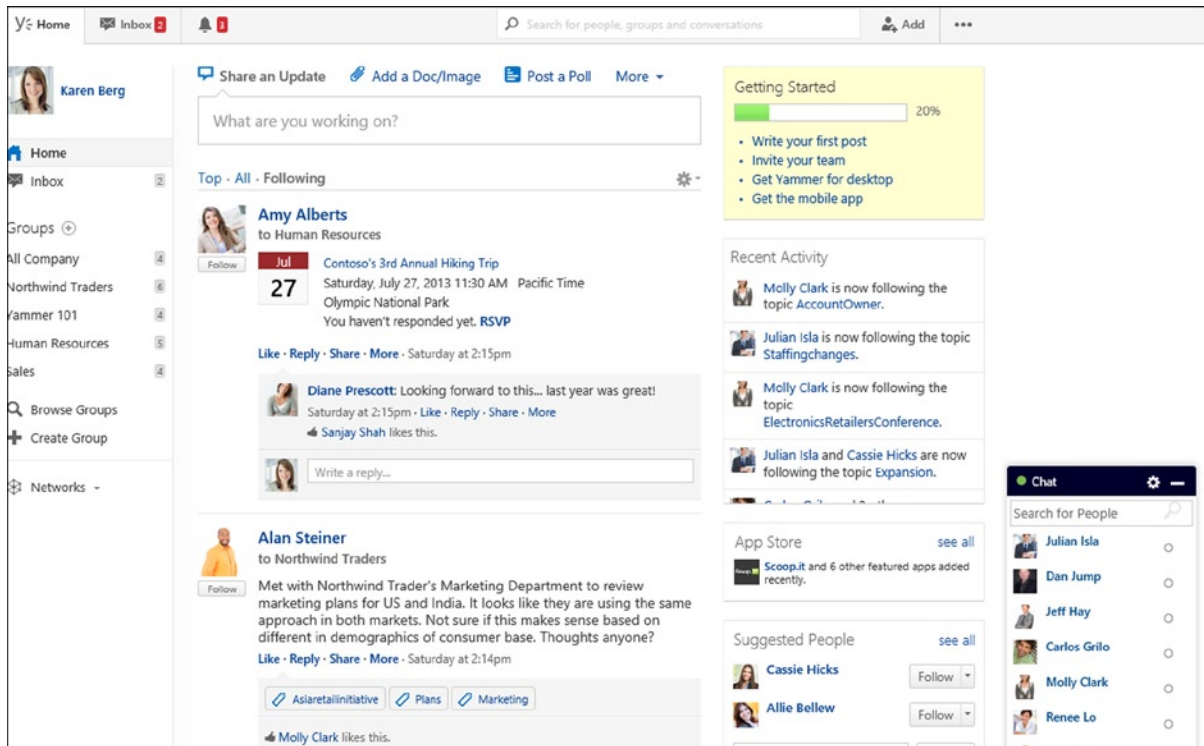 Home
Inbox 2
3
Search for people, groups and conversations
Add
•••
Karen Berg
Home
Inbox 2
Groups
All Company 4
Northwind Traders 6
Yammer 101 4
Human Resources 5
Sales 4
Browse Groups
Create Group
Networks
Share an Update
Add a Doc/Image
Post a Poll
More
What are you working on?
Top · All · Following
Amy Alberts
to Human Resources
Follow
Jul
27
Contoso's 3rd Annual Hiking Trip
Saturday, July 27, 2013 11:30 AM Pacific Time
Olympic National Park
You haven't responded yet. RSVP
Like · Reply · Share · More · Saturday at 2:15pm
Diane Prescott: Looking forward to this... last year was great!
Saturday at 2:15pm · Like · Reply · Share · More
Sanjay Shah likes this.
Write a reply...
Alan Steiner
to Northwind Traders
Follow
Met with Northwind Trader's Marketing Department to review
marketing plans for US and India. It looks like they are using the same
approach in both markets. Not sure if this makes sense based on
different in demographics of consumer base. Thoughts anyone?
Like · Reply · Share · More · Saturday at 2:14pm
Asiaretailinitiative
Plans
Marketing
Molly Clark likes this.
Getting Started
20%
• Write your first post
• Invite your team
• Get Yammer for desktop
• Get the mobile app
Recent Activity
Molly Clark is now following the
topic AccountOwner.
Julian Isla is now following the topic
Staffingchanges.
Molly Clark is now following the
topic
ElectronicsRetailersConference.
Julian Isla and Cassie Hicks are now
following the topic Expansion.
App Store
see all
Scoop.it and 6 other featured apps added
recently.
Suggested People
see all
Cassie Hicks
Follow
Allie Bellew
Follow
Chat
Search for People
Julian Isla
Dan Jump
Jeff Hay
Carlos Grilo
Molly Clark
Renee Lo